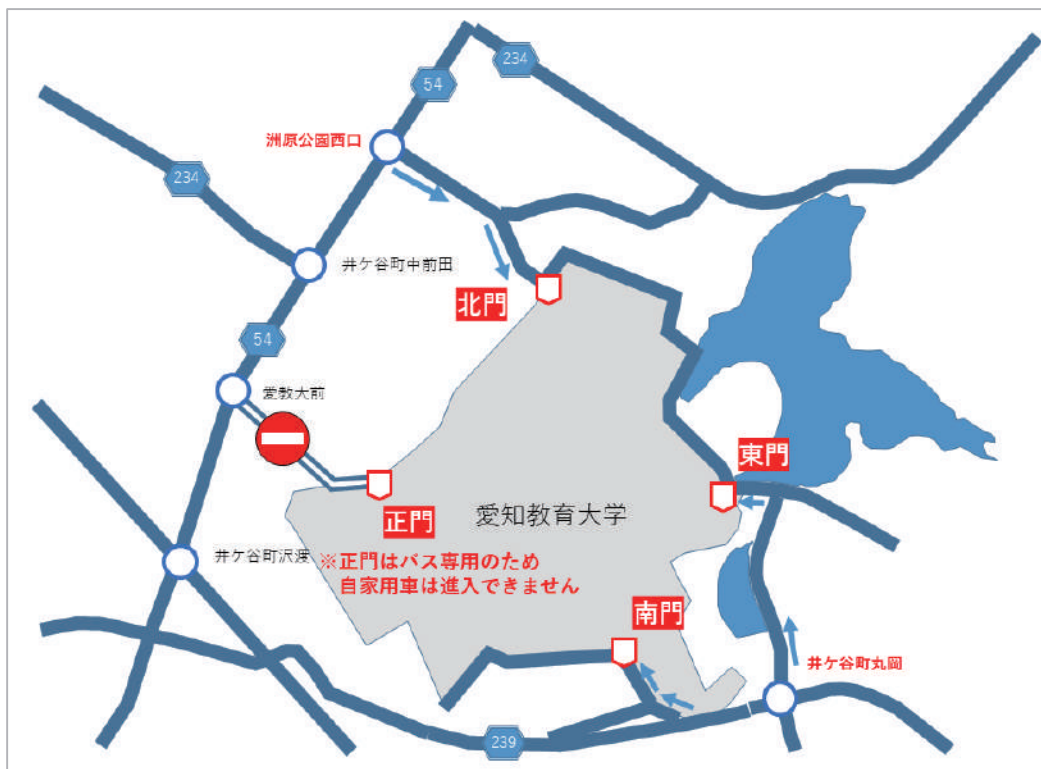 234
54
洲原公園西口
234
井ケ谷町中前田
北門
54
愛教大前
東門
愛知教育大学
正門
井ケ谷町沢渡
※正門はバス専用のため
自家用車は進入できません
南門
井ケ谷町丸岡
239